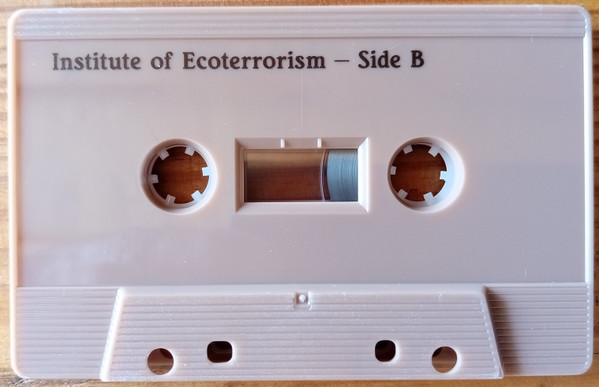 Institute of Ecoterrorism – Side B